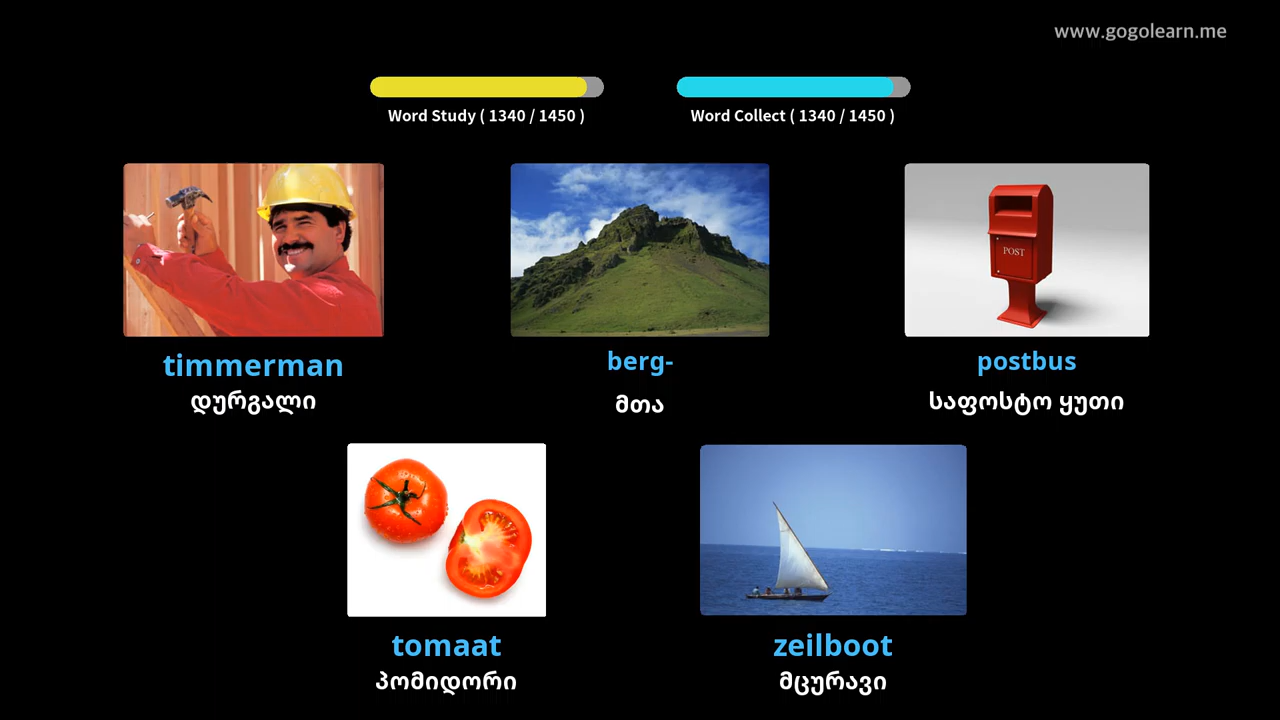 www.gogolearn.me
Word Study ( 1340 / 1450 )
Word Collect ( 1340 / 1450 )
POST
timmerman
დურგალი
berg-
მთა
postbus
საფოსტო ყუთი
tomaat
პომიდორი
zeilboot
მცურავი